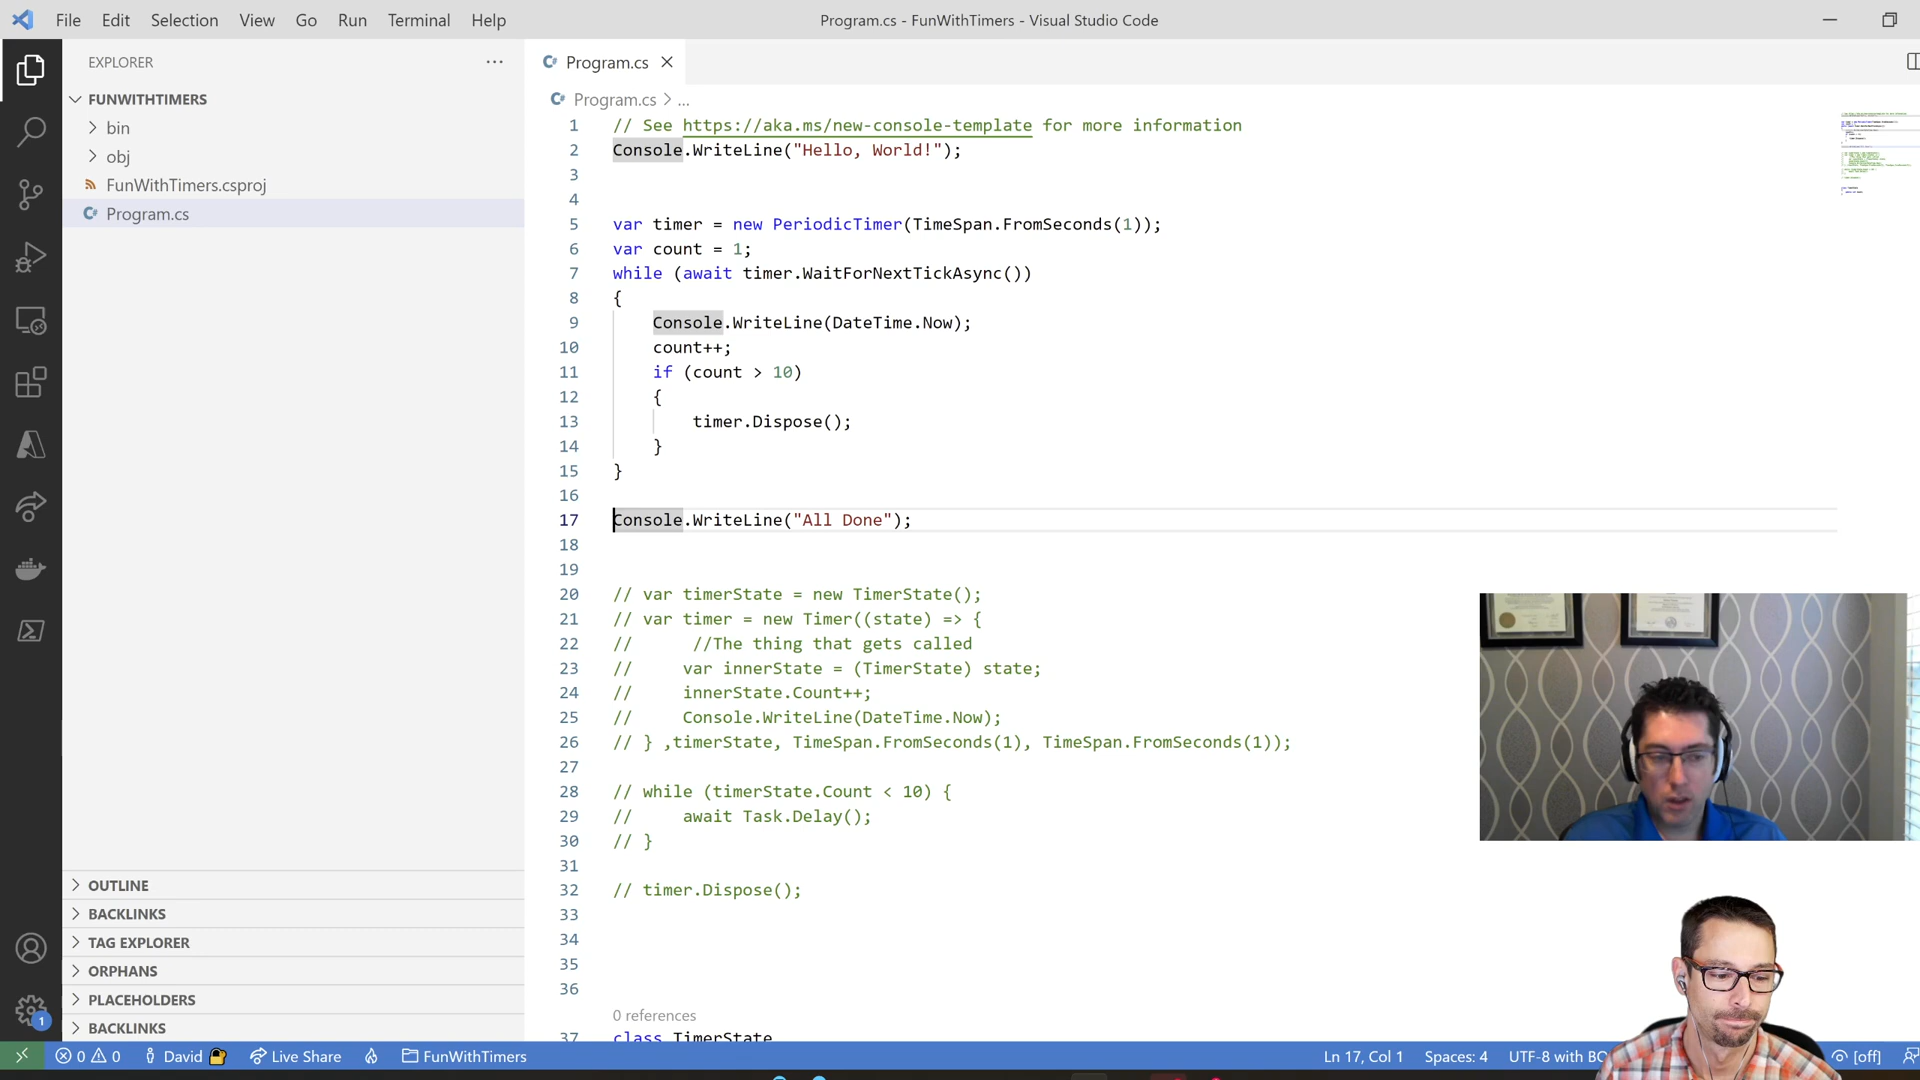 File Edit Selection View Go Run Terminal Help
Program.cs - FunWithTimers - Visual Studio Code
EXPLORER
FUNWITHTIMERS
bin
obj
FunWithTimers.csproj
Program.cs
OUTLINE
BACKLINKS
TAG EXPLORER
ORPHANS
PLACEHOLDERS
BACKLINKS
Program.cs
Program.cs > ...
1 // See https://aka.ms/new-console-template for more information
2 Console.WriteLine("Hello, World!");
3
4
5 var timer = new PeriodicTimer(TimeSpan.FromSeconds(1));
6 var count = 1;
7 while (await timer.WaitForNextTickAsync())
8 {
9 Console.WriteLine(DateTime.Now);
10 count++;
11 if (count > 10)
12 {
13 timer.Dispose();
14 }
15 }
16
17 Console.WriteLine("All Done");
18
19
20 // var timerState = new TimerState();
21 // var timer = new Timer((state) => {
22 // //The thing that gets called
23 // var innerState = (TimerState) state;
24 // innerState.Count++;
25 // Console.WriteLine(DateTime.Now);
26 // } ,timerState, TimeSpan.FromSeconds(1), TimeSpan.FromSeconds(1));
27
28 // while (timerState.Count < 10) {
29 // await Task.Delay();
30 // }
31
32 // timer.Dispose();
33
34
35
36
0 references
37 class TimerState
1
0 0 David Live Share FunWithTimers
Ln 17, Col 1 Spaces: 4 UTF-8 with [off]